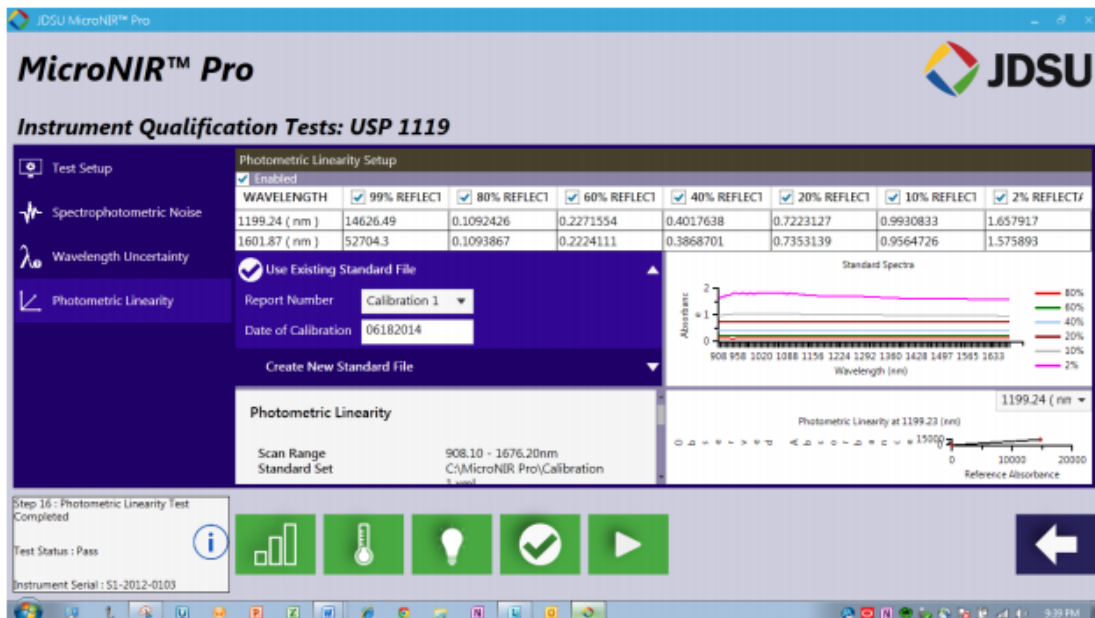 JDSU MicroNIR™ Pro
MicroNIR™ Pro
JDSU
Instrument Qualification Tests: USP 1119
Test Setup
Spectrophotometric Noise
Wavelength Uncertainty
Photometric Linearity
Photometric Linearity Setup
Enabled
WAVELENGTH 99% REFLECT 80% REFLECT 60% REFLECT 40% REFLECT 20% REFLECT 10% REFLECT 2% REFLECTA
1199.24 ( nm ) 14626.49 0.1092426 0.2271554 0.4017638 0.7223127 0.9930833 1.657917
1601.87 ( nm ) 52704.3 0.1093867 0.2224111 0.3868701 0.7353139 0.9564726 1.575893
Use Existing Standard File
Report Number Calibration 1
Date of Calibration 06182014
Create New Standard File
Standard Spectra
Absorbanc
e
2
1
0
908 958 1020 1088 1156 1224 1292 1360 1428 1497 1565 1633
Wavelength (nm)
80%
60%
40%
20%
10%
2%
Photometric Linearity
Scan Range 908.10 - 1676.20nm
Standard Set C:\MicroNIR Pro\Calibration
1199.24 ( nm
Photometric Linearity at 1199.23 (nm)
Observed Absorbance
15000
0 10000 20000
Reference Absorbance
Step 16 : Photometric Linearity Test
Completed
Test Status : Pass
Instrument Serial : S1-2012-0103
9:39 PM